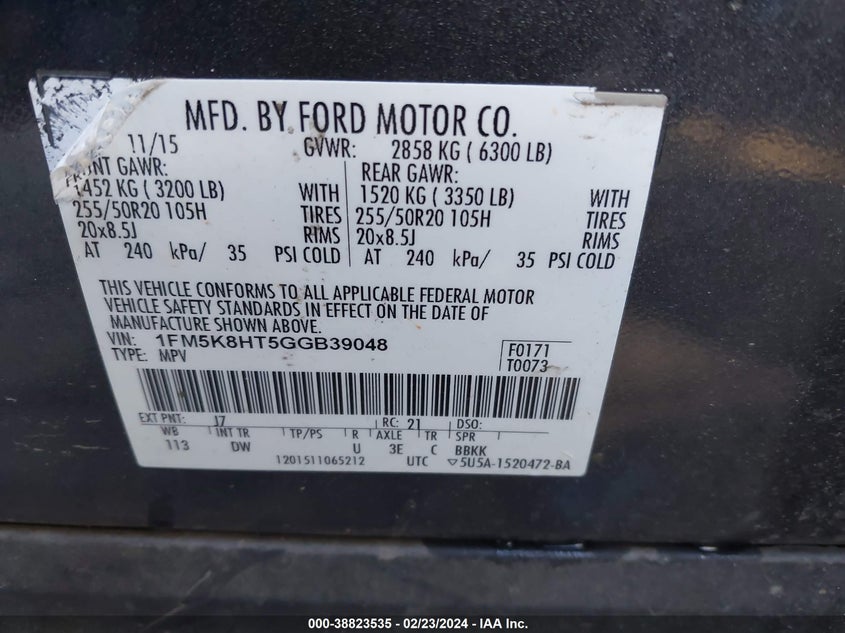 MFD. BY FORD MOTOR CO.
11/15 GVWR: 2858 KG ( 6300 LB)
FRONT GAWR: REAR GAWR:
1452 KG ( 3200 LB) WITH 1520 KG ( 3350 LB) WITH
255/50R20 105H TIRES 255/50R20 105H TIRES
20x8.5J RIMS 20x8.5J RIMS
AT 240 kPa/ 35 PSI COLD AT 240 kPa/ 35 PSI COLD
THIS VEHICLE CONFORMS TO ALL APPLICABLE FEDERAL MOTOR
VEHICLE SAFETY STANDARDS IN EFFECT ON THE DATE OF
MANUFACTURE SHOWN ABOVE.
VIN: 1FM5K8HT5GGB39048 F0171
TYPE: MPV T0073
EXT PNT: J7 RC: 21 DSO:
WB INT TR TP/PS R AXLE TR SPR
113 DW U 3E C BBKK
1201511065212 UTC ▽5U5A-1520472-BA
000-38823535 - 02/23/2024 - IAA Inc.